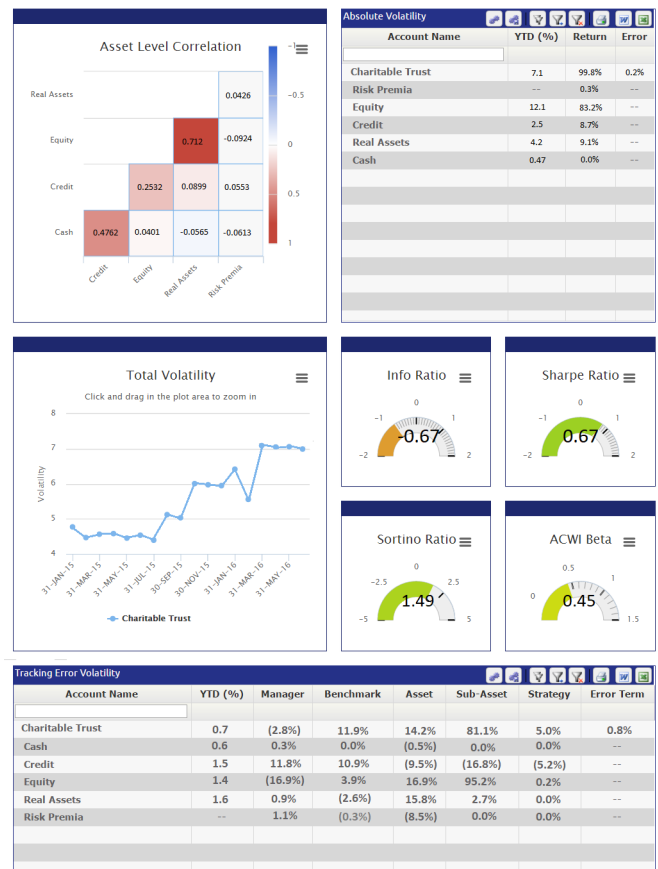 Asset Level Correlation
Real Assets
Equity
Credit
Cash
0.0426
0.712 -0.0924
0.2532 0.0899 0.0553
0.4762 0.0401 -0.0565 -0.0613
Credit Equity Real Assets Risk Premia
-1
-0.5
0
0.5
1
Absolute Volatility
Account Name YTD (%) Return Error
Charitable Trust 7.1 99.8% 0.2%
Risk Premia -- 0.3% --
Equity 12.1 83.2% --
Credit 2.5 8.7% --
Real Assets 4.2 9.1% --
Cash 0.47 0.0% --
Total Volatility
Click and drag in the plot area to zoom in
Volatility
8
7
6
5
4
31-JAN-15 31-MAR-15 31-MAY-15 31-JUL-15 30-SEP-15 30-NOV-15 31-JAN-16 31-MAR-16 31-MAY-16
Charitable Trust
Info Ratio
-2 -1 0 1 2
-0.67
Sharpe Ratio
-2 -1 0 1 2
0.67
Sortino Ratio
-5 -2.5 0 2.5 5
1.49
ACWI Beta
0 0.5 1 1.5
0.45
Tracking Error Volatility
Account Name YTD (%) Manager Benchmark Asset Sub-Asset Strategy Error Term
Charitable Trust 0.7 (2.8%) 11.9% 14.2% 81.1% 5.0% 0.8%
Cash 0.6 0.3% 0.0% (0.5%) 0.0% 0.0% --
Credit 1.5 11.8% 10.9% (9.5%) (16.8%) (5.2%) --
Equity 1.4 (16.9%) 3.9% 16.9% 95.2% 0.2% --
Real Assets 1.6 0.9% (2.6%) 15.8% 2.7% 0.0% --
Risk Premia -- 1.1% (0.3%) (8.5%) 0.0% 0.0% --